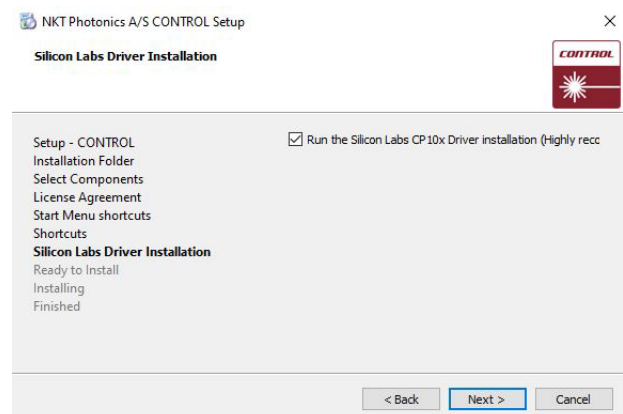 NKT Photonics A/S CONTROL Setup
Silicon Labs Driver Installation
CONTROL
Setup - CONTROL
Installation Folder
Select Components
License Agreement
Start Menu shortcuts
Shortcuts
Silicon Labs Driver Installation
Ready to Install
Installing
Finished
Run the Silicon Labs CP10x Driver installation (Highly recc
< Back
Next >
Cancel